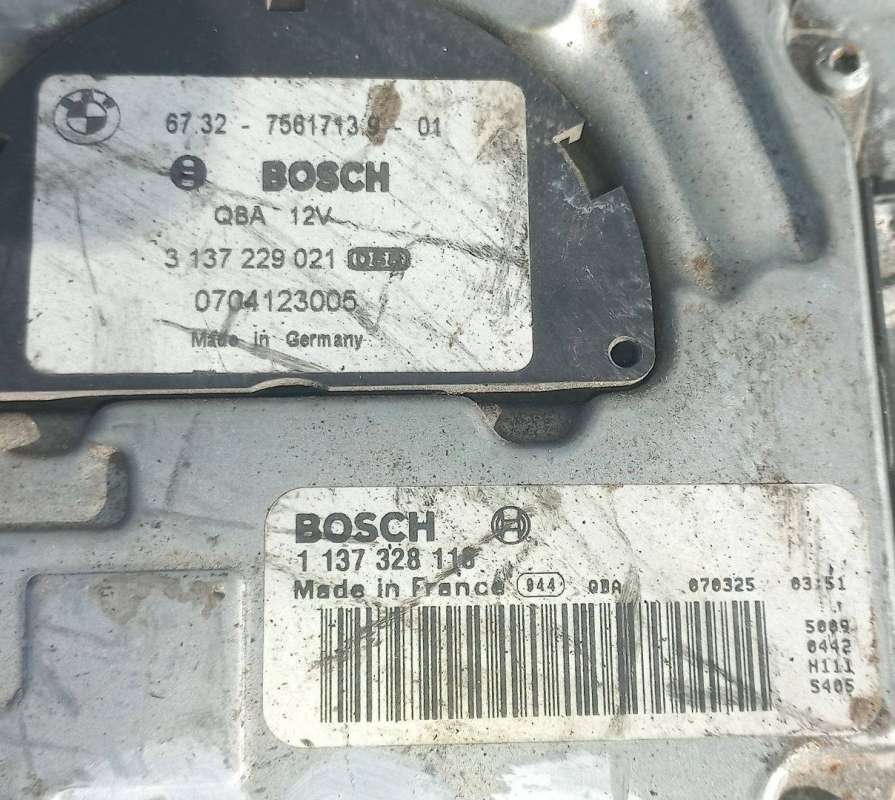 67.32 - 7561713.9 - 01
BOSCH
QBA 12V
3 137 229 021
0704123005
Made in Germany
BOSCH
1 137 328 118
Made in France 944 QBA 070325 03:51
5009
0442
H111
5405